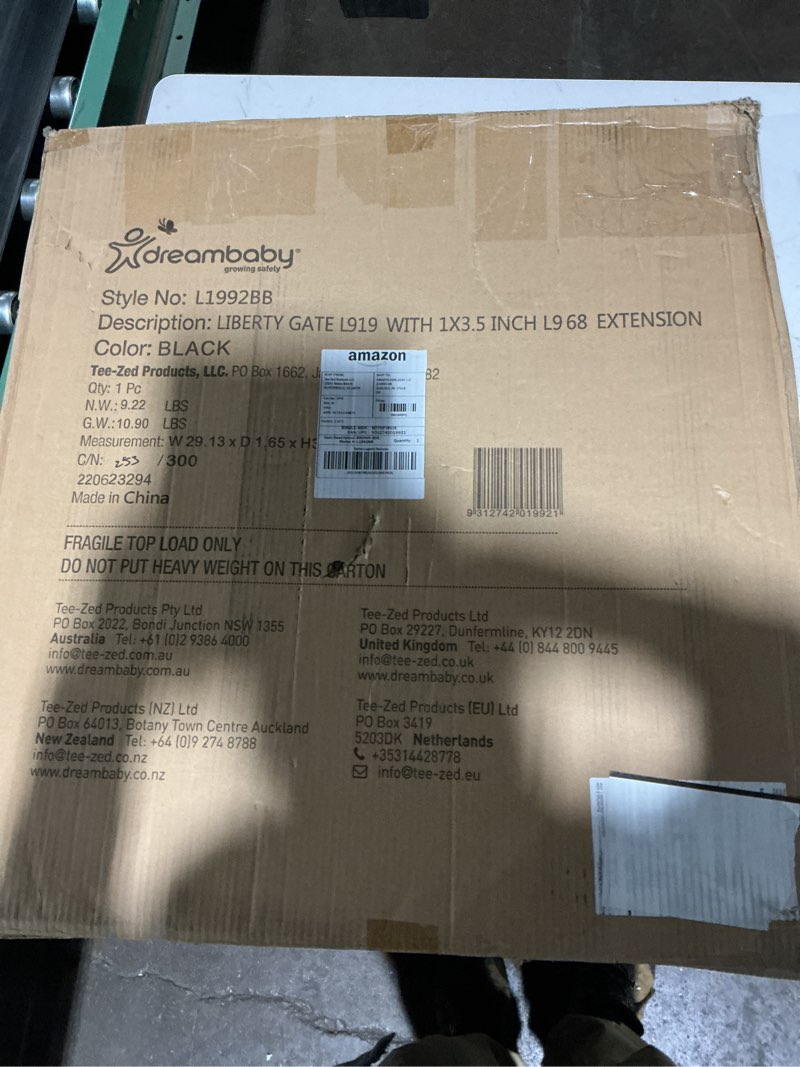 dreambaby®
growing safely
Style No: L1992BB
Description: LIBERTY GATE L919 WITH 1X3.5 INCH L968 EXTENSION
Color: BLACK
Tee-Zed Products, LLC. PO Box 1662,
Qty: 1 Pc
N.W.: 9.22 LBS
G.W.: 10.90 LBS
Measurement: W 29.13 x D 1.65 x
C/N: 253 / 300
220623294
Made in China
amazon
Quantity: 1
9 312742 019921
FRAGILE TOP LOAD ONLY
DO NOT PUT HEAVY WEIGHT ON THIS CARTON
Tee-Zed Products Pty Ltd
PO Box 2022, Bondi Junction NSW 1355
Australia Tel: +61 (0)2 9386 4000
info@tee-zed.com.au
www.dreambaby.com.au
Tee-Zed Products Ltd
PO Box 29227, Dunfermline, KY12 2DN
United Kingdom Tel: +44 (0) 844 800 9445
info@tee-zed.co.uk
www.dreambaby.co.uk
Tee-Zed Products (NZ) Ltd
PO Box 64013, Botany Town Centre Auckland
New Zealand Tel: +64 (0)9 274 8788
info@tee-zed.co.nz
www.dreambaby.co.nz
Tee-Zed Products (EU) Ltd
PO Box 3419
5203DK Netherlands
+35314428778
info@tee-zed.eu